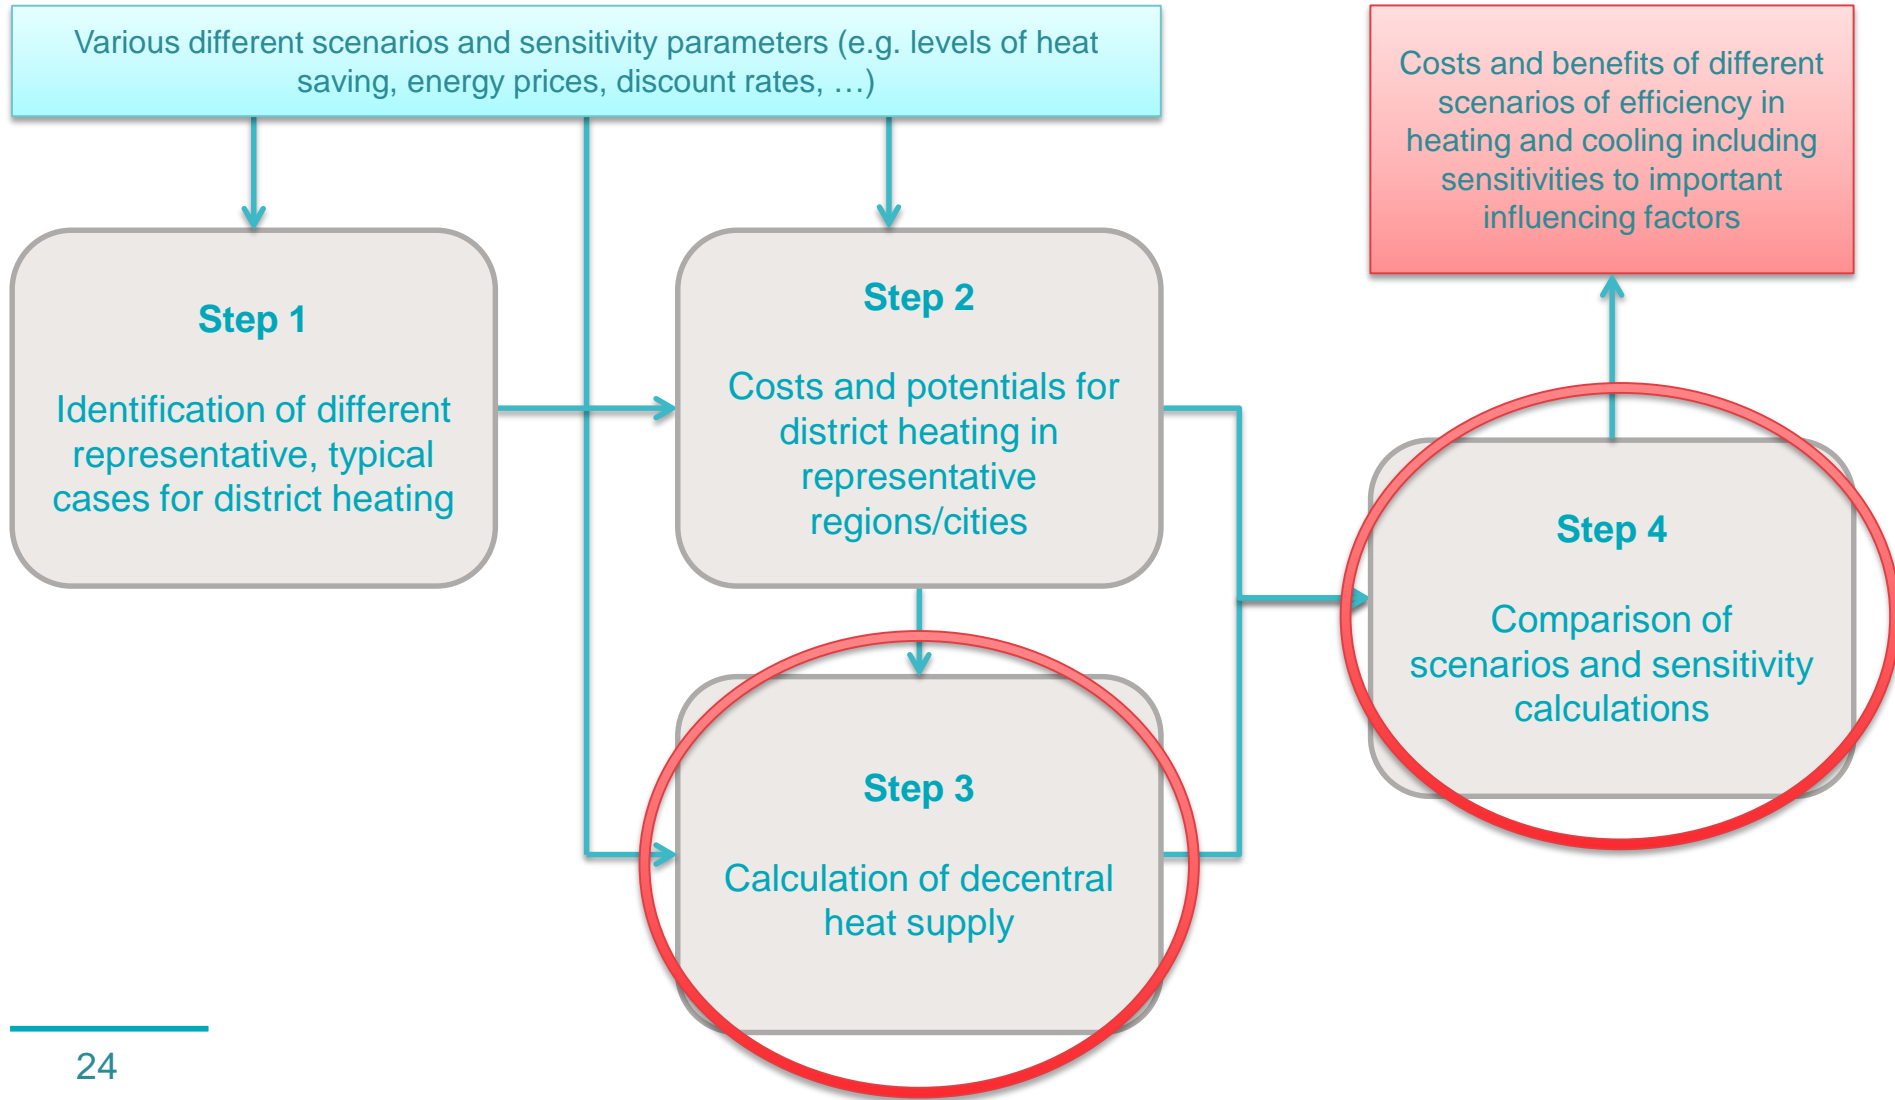 Various different scenarios and sensitivity parameters (e.g. levels of heat
saving, energy prices, discount rates, …)
Costs and benefits of different
scenarios of efficiency in
heating and cooling including
sensitivities to important
influencing factors
Step 1
Identification of different
representative, typical
cases for district heating
Step 2
Costs and potentials for
district heating in
representative
regions/cities
Step 3
Calculation of decentral
heat supply
Step 4
Comparison of
scenarios and sensitivity
calculations
24